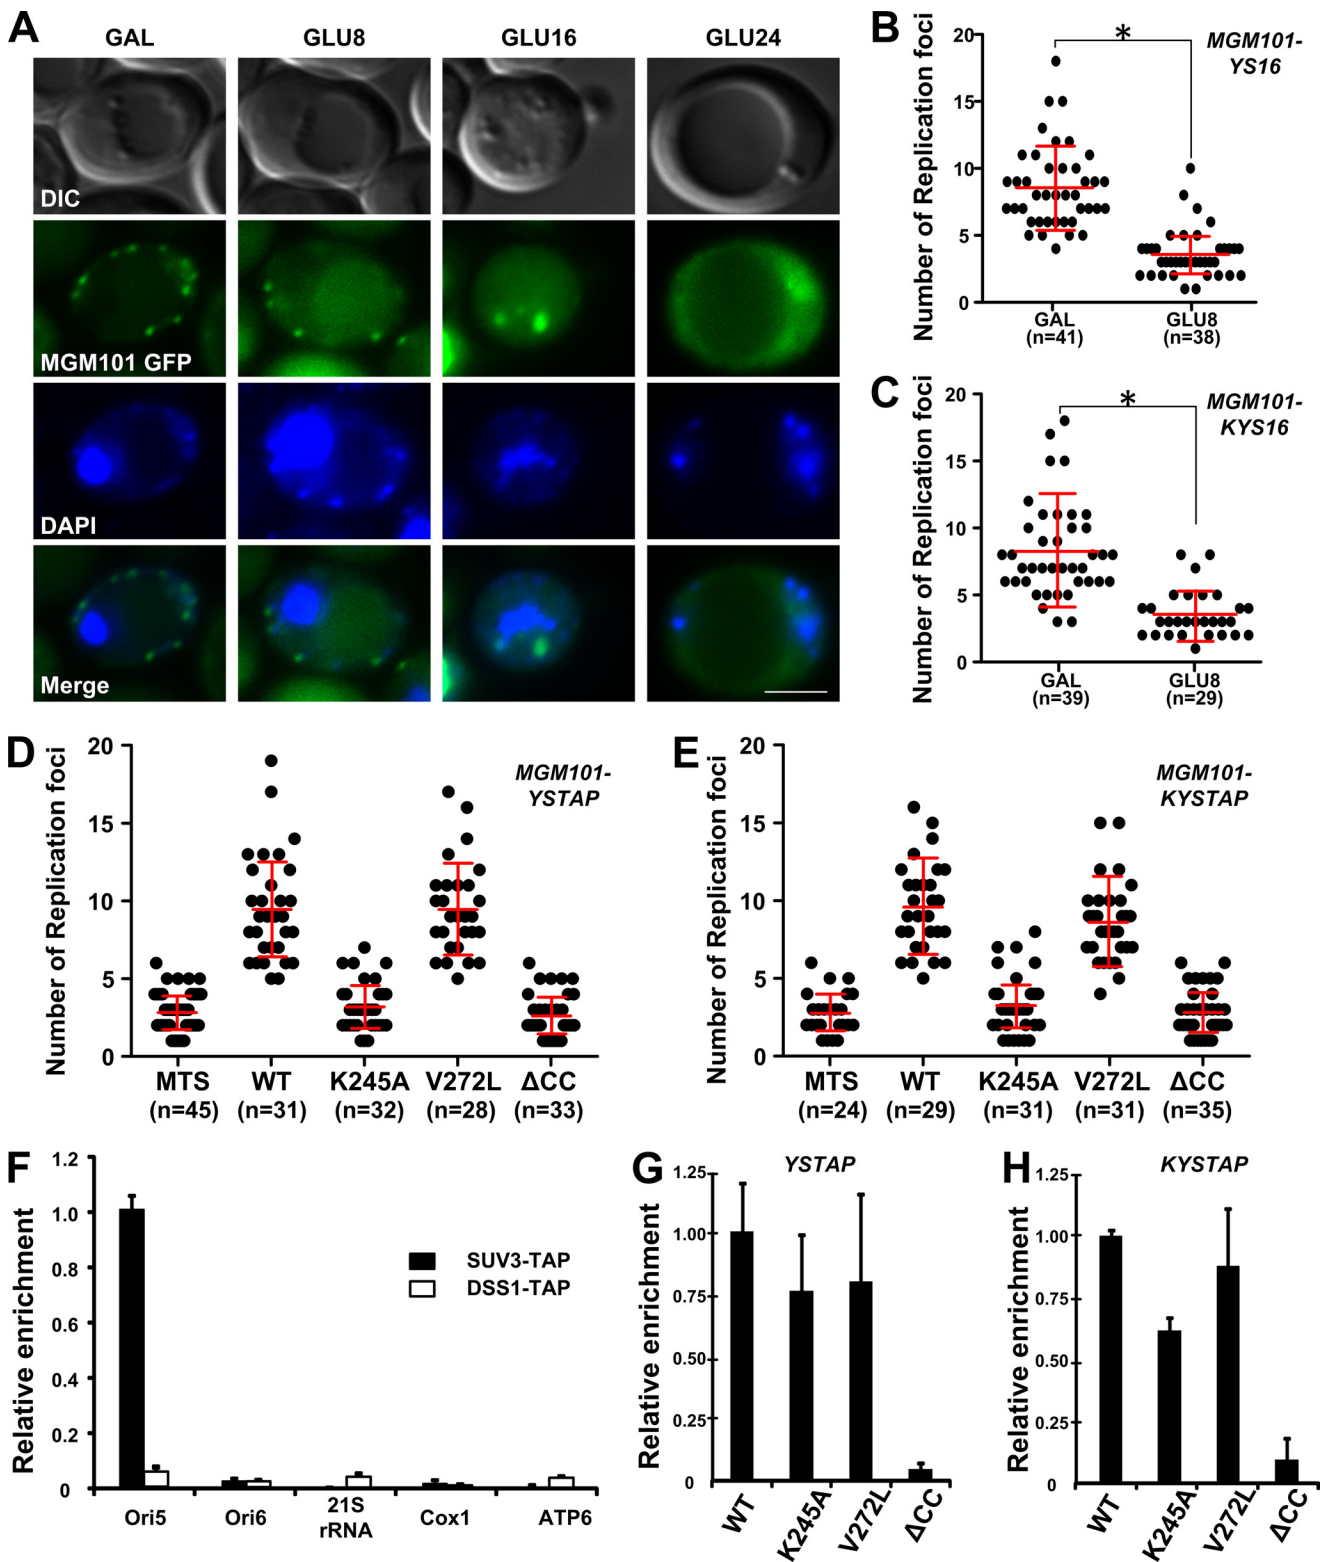 A
GAL
GLU8
GLU16
GLU24
DIC
MGM101 GFP
DAPI
Merge
B
Number of Replication foci
20
15
10
5
0
*
MGM101-
YS16
GAL
(n=41)
GLU8
(n=38)
C
Number of Replication foci
20
15
10
5
0
*
MGM101-
KYS16
GAL
(n=39)
GLU8
(n=29)
D
Number of Replication foci
20
15
10
5
0
MGM101-
YSTAP
MTS
WT
K245A
V272L
ΔCC
(n=45)
(n=31)
(n=32)
(n=28)
(n=33)
E
Number of Replication foci
20
15
10
5
0
MGM101-
KYSTAP
MTS
WT
K245A
V272L
ΔCC
(n=24)
(n=29)
(n=31)
(n=31)
(n=35)
F
Relative enrichment
1.2
1.0
0.8
0.6
0.4
0.2
0
SUV3-TAP
DSS1-TAP
Ori5
Ori6
21S
rRNA
Cox1
ATP6
G
YSTAP
Relative enrichment
1.25
1.00
0.75
0.50
0.25
0
WT
K245A
V272L
ΔCC
H
KYSTAP
Relative enrichment
1.25
1.00
0.75
0.50
0.25
0
WT
K245A
V272L
ΔCC